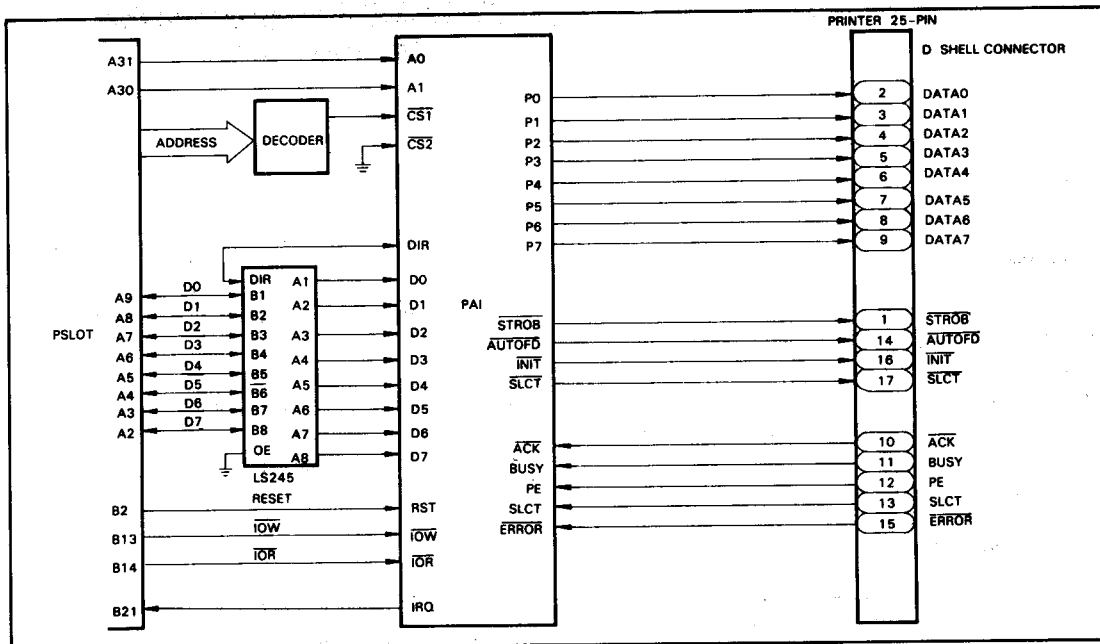 PRINTER 25-PIN
D SHELL CONNECTOR
A31
A30
ADDRESS
DECODER
PSLOT
A9
A8
A7
A6
A5
A4
A3
A2
D0
D1
D2
D3
D4
D5
D6
D7
DIR
B1
B2
B3
B4
B5
B6
B7
B8
OE
A1
A2
A3
A4
A5
A6
A7
A8
LS245
RESET
IOW
IOR
B2
B13
B14
B21
A0
A1
CS1
CS2
DIR
D0
D1
D2
D3
D4
D5
D6
D7
RST
IOW
IOR
IRQ
PAI
P0
P1
P2
P3
P4
P5
P6
P7
STROB
AUTOFD
INIT
SLCT
ACK
BUSY
PE
SLCT
ERROR
2 DATA0
3 DATA1
4 DATA2
5 DATA3
6 DATA4
7 DATA5
8 DATA6
9 DATA7
1 STROB
14 AUTOFD
16 INIT
17 SLCT
10 ACK
11 BUSY
12 PE
13 SLCT
15 ERROR